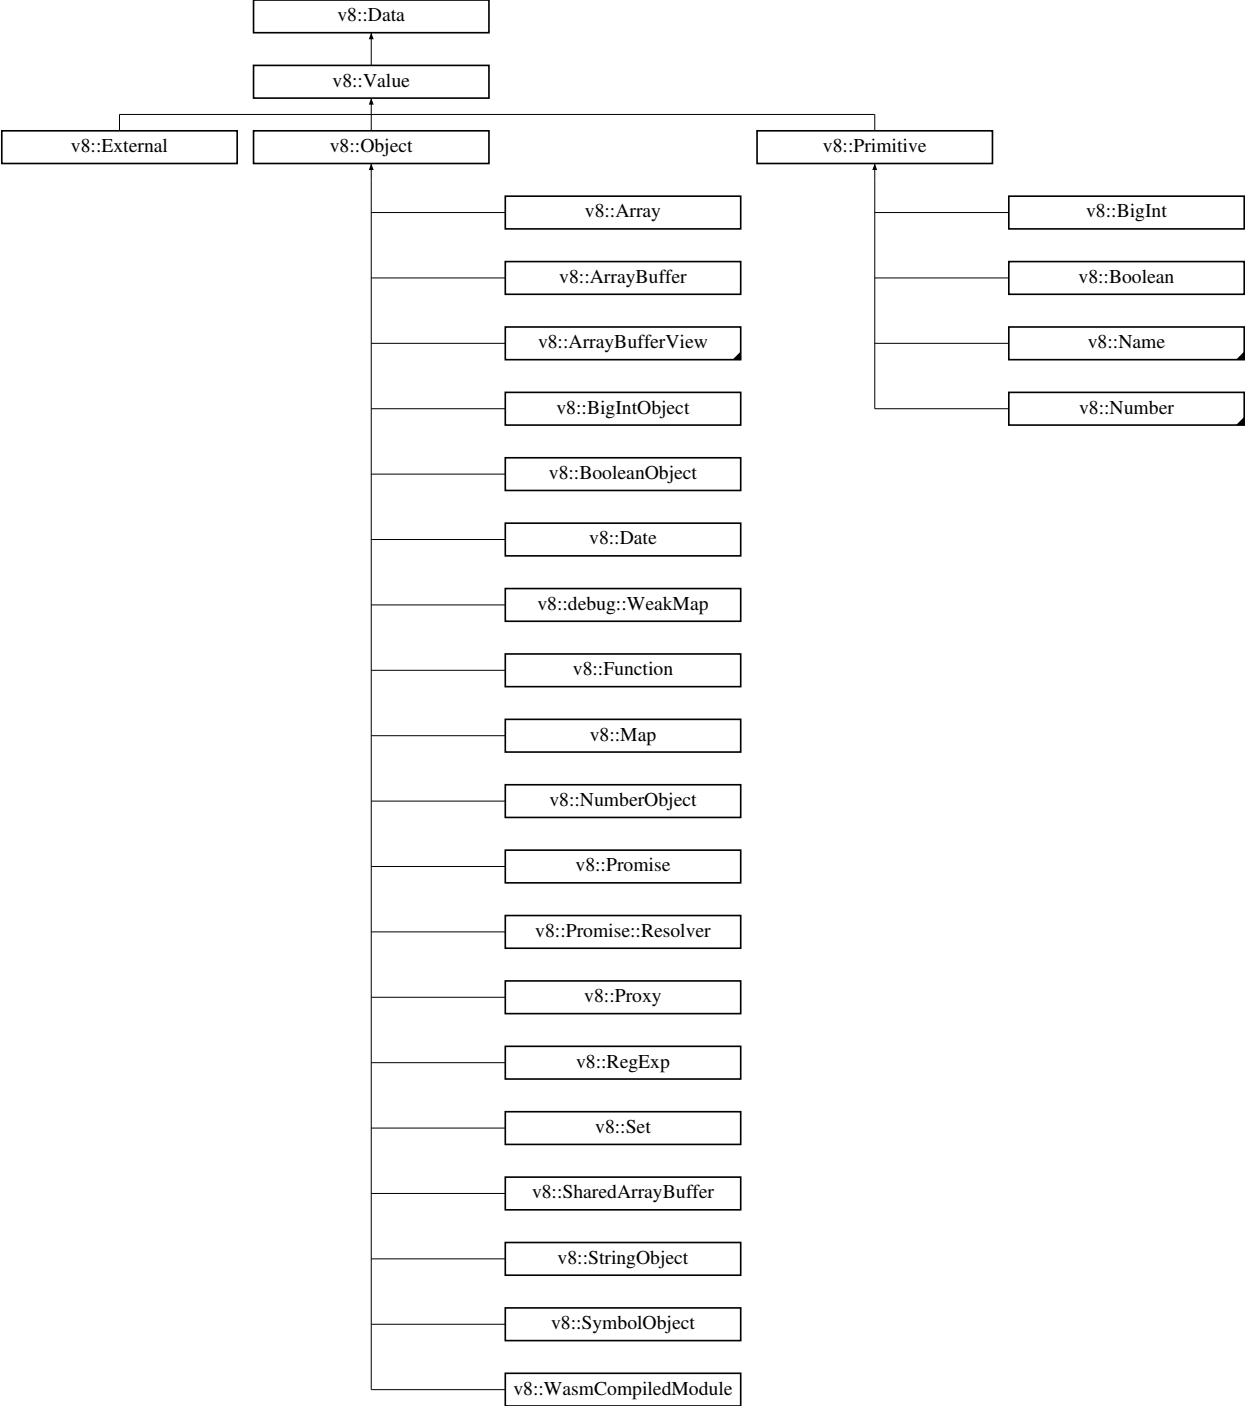 v8::Data
v8::Value
v8::External
v8::Object
v8::Primitive
v8::Array
v8::BigInt
v8::ArrayBuffer
v8::Boolean
v8::ArrayBufferView
v8::Name
v8::BigIntObject
v8::Number
v8::BooleanObject
v8::Date
v8::debug::WeakMap
v8::Function
v8::Map
v8::NumberObject
v8::Promise
v8::Promise::Resolver
v8::Proxy
v8::RegExp
v8::Set
v8::SharedArrayBuffer
v8::StringObject
v8::SymbolObject
v8::WasmCompiledModule